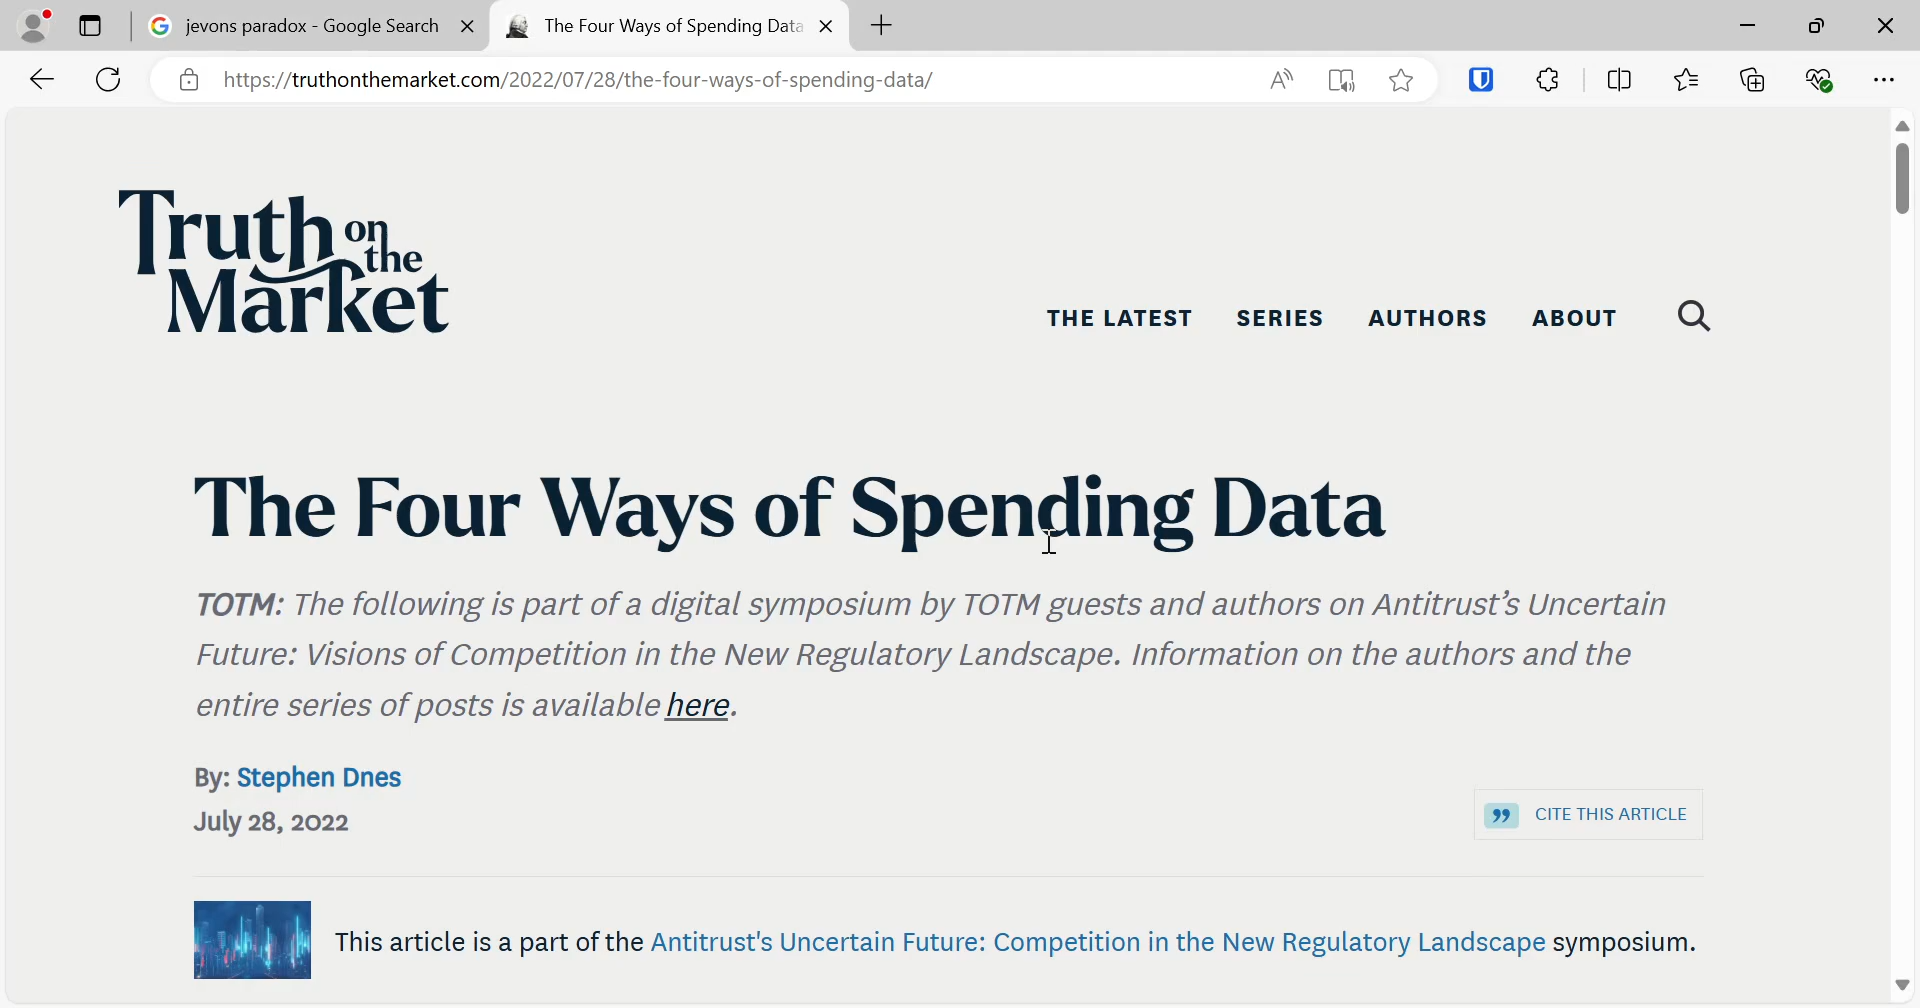 jevons paradox - Google Search
The Four Ways of Spending Data
https://truthonthemarket.com/2022/07/28/the-four-ways-of-spending-data/
Truth on the Market
THE LATEST SERIES AUTHORS ABOUT
The Four Ways of Spending Data
TOTM: The following is part of a digital symposium by TOTM guests and authors on Antitrust’s Uncertain
Future: Visions of Competition in the New Regulatory Landscape. Information on the authors and the
entire series of posts is available here.
By: Stephen Dnes
July 28, 2022
CITE THIS ARTICLE
This article is a part of the Antitrust's Uncertain Future: Competition in the New Regulatory Landscape symposium.